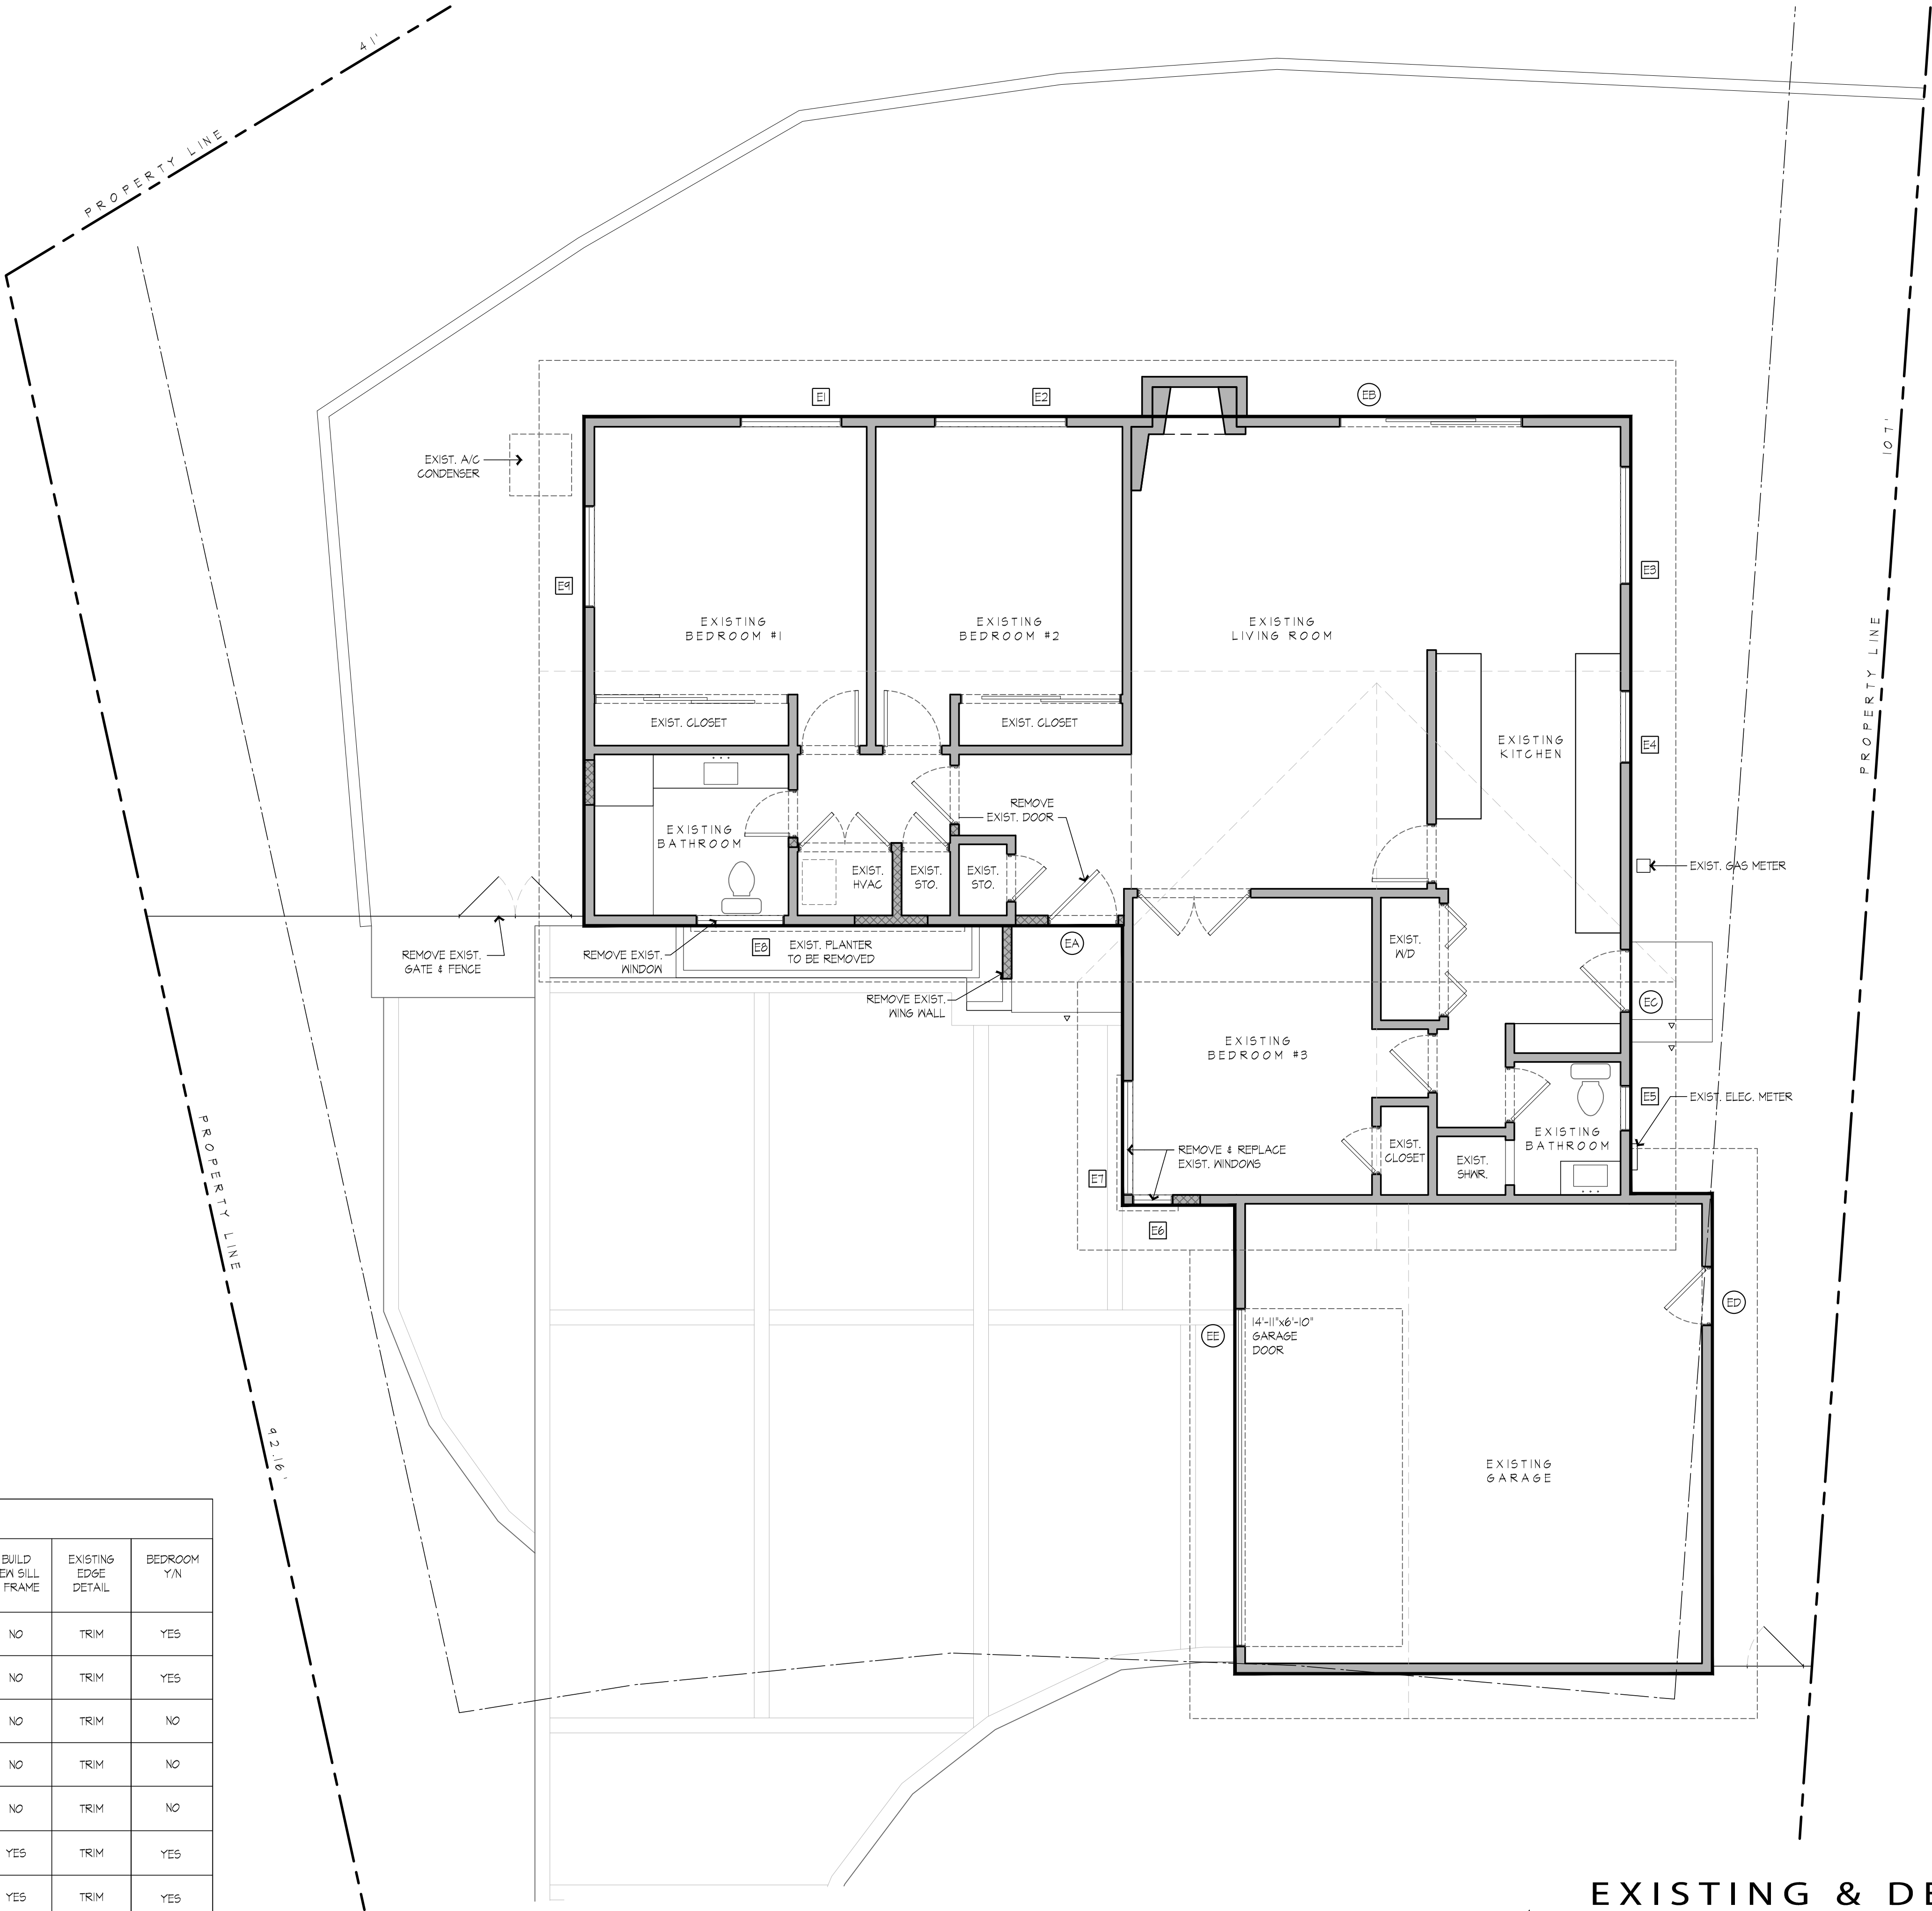 41'
PROPERTY LINE
E1
E2
EB
EXIST. A/C
CONDENSER
107'
E9
E3
EXISTING
BEDROOM #1
EXISTING
BEDROOM #2
EXISTING
LIVING ROOM
PROPERTY LINE
EXIST. CLOSET
EXIST. CLOSET
EXISTING
KITCHEN
E4
REMOVE
EXIST. DOOR
EXISTING
BATHROOM
EXIST.
HVAC
EXIST.
STO.
EXIST.
STO.
EXIST. GAS METER
REMOVE EXIST.
GATE & FENCE
REMOVE EXIST.
WINDOW
E8
EXIST. PLANTER
TO BE REMOVED
EA
EXIST.
W/D
REMOVE EXIST.
WING WALL
EC
EXISTING
BEDROOM #3
E5
EXIST. ELEC. METER
PROPERTY LINE
REMOVE & REPLACE
EXIST. WINDOWS
EXIST.
CLOSET
EXIST.
SHWR.
EXISTING
BATHROOM
E7
E6
ED
EE
14'-11"x6'-10"
GARAGE
DOOR
92.16'
EXISTING
GARAGE
BUILD
SILL
FRAME
EXISTING
EDGE
DETAIL
BEDROOM
Y/N
NO TRIM YES
NO TRIM YES
NO TRIM NO
NO TRIM NO
NO TRIM NO
YES TRIM YES
YES TRIM YES
EXISTING &